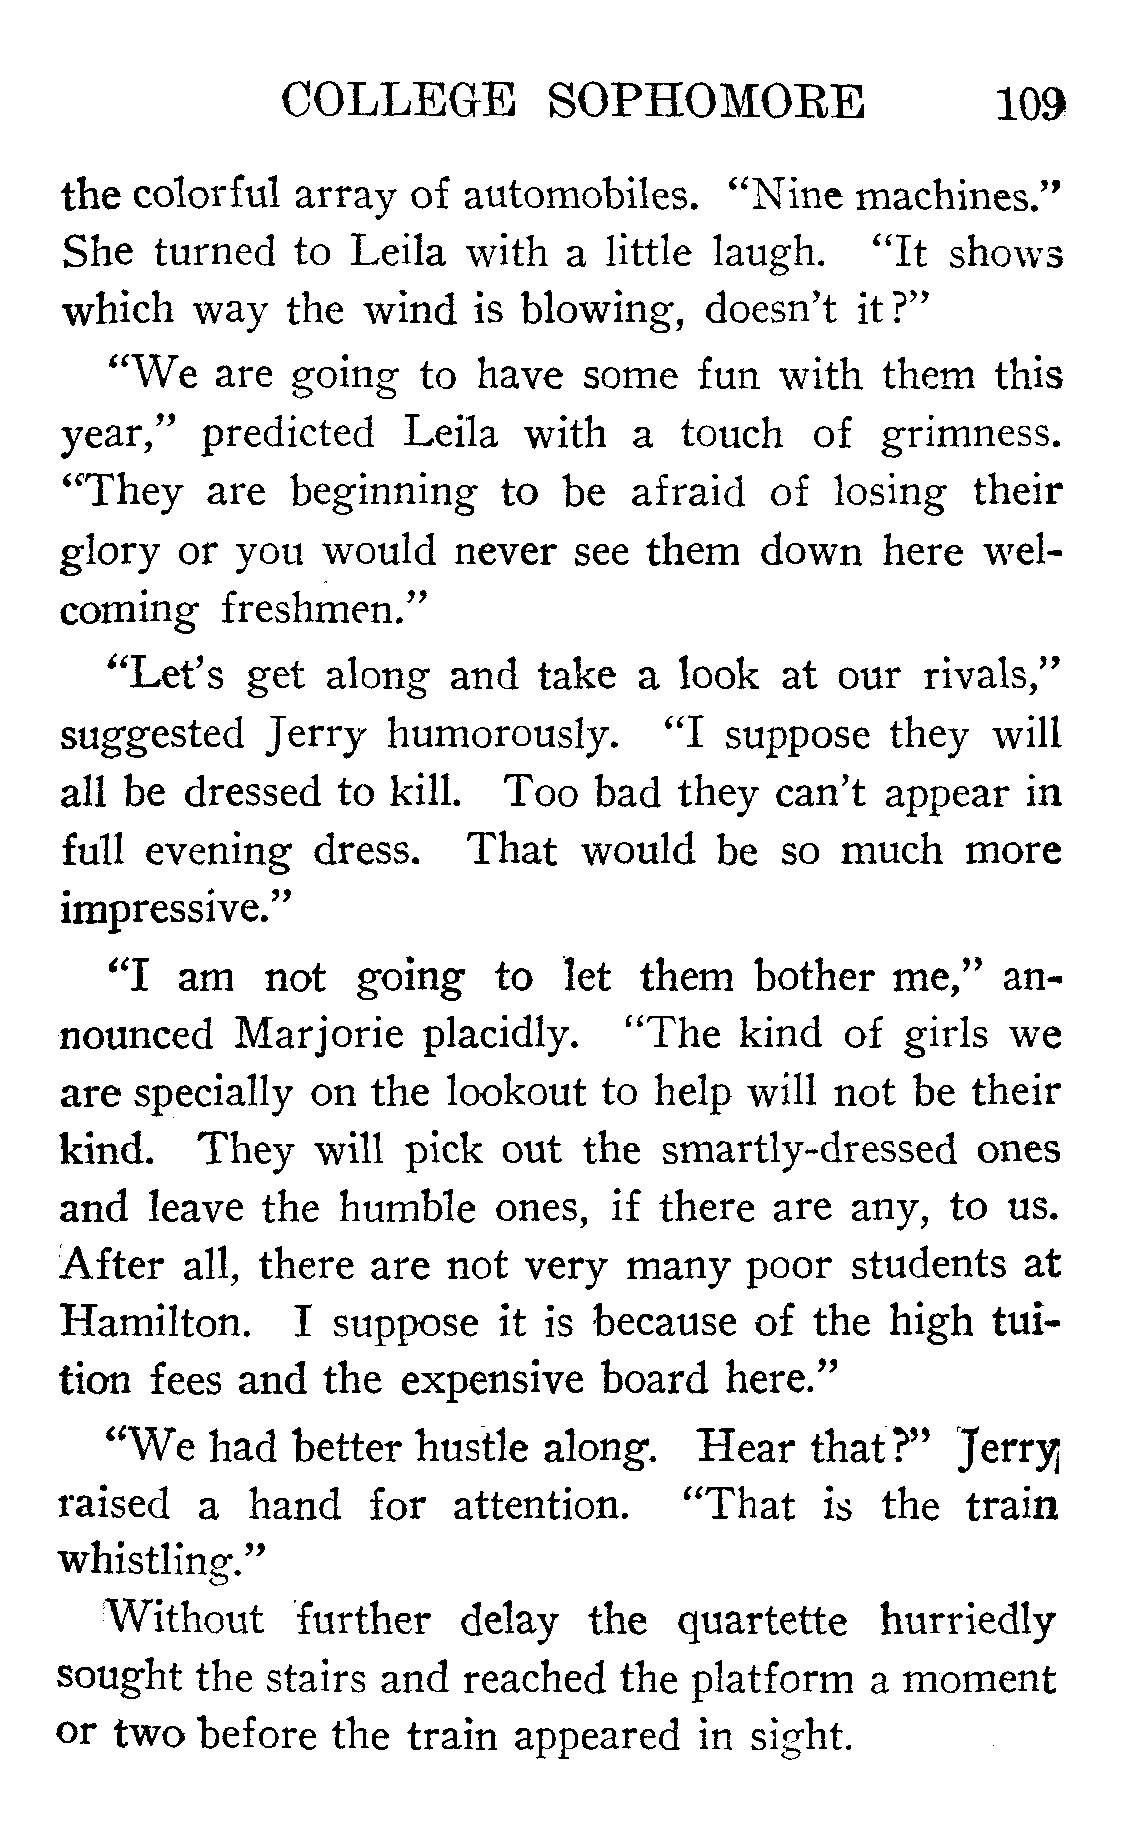 COLLEGE SOPHOMORE 109
the colorful array of automobiles. “Nine machines.”
She turned to Leila with a little laugh. “It shows
which way the wind is blowing, doesn’t it?”
“We are going to have some fun with them this
year,” predicted Leila with a touch of grimness.
“They are beginning to be afraid of losing their
glory or you would never see them down here wel-
coming freshmen.”
“Let’s get along and take a look at our rivals,”
suggested Jerry humorously. “I suppose they will
all be dressed to kill. Too bad they can’t appear in
full evening dress. That would be so much more
impressive.”
“I am not going to let them bother me,” an-
nounced Marjorie placidly. “The kind of girls we
are specially on the lookout to help will not be their
kind. They will pick out the smartly-dressed ones
and leave the humble ones, if there are any, to us.
After all, there are not very many poor students at
Hamilton. I suppose it is because of the high tui-
tion fees and the expensive board here.”
“We had better hustle along. Hear that?” Jerry
raised a hand for attention. “That is the train
whistling.”
Without further delay the quartette hurriedly
sought the stairs and reached the platform a moment
or two before the train appeared in sight.